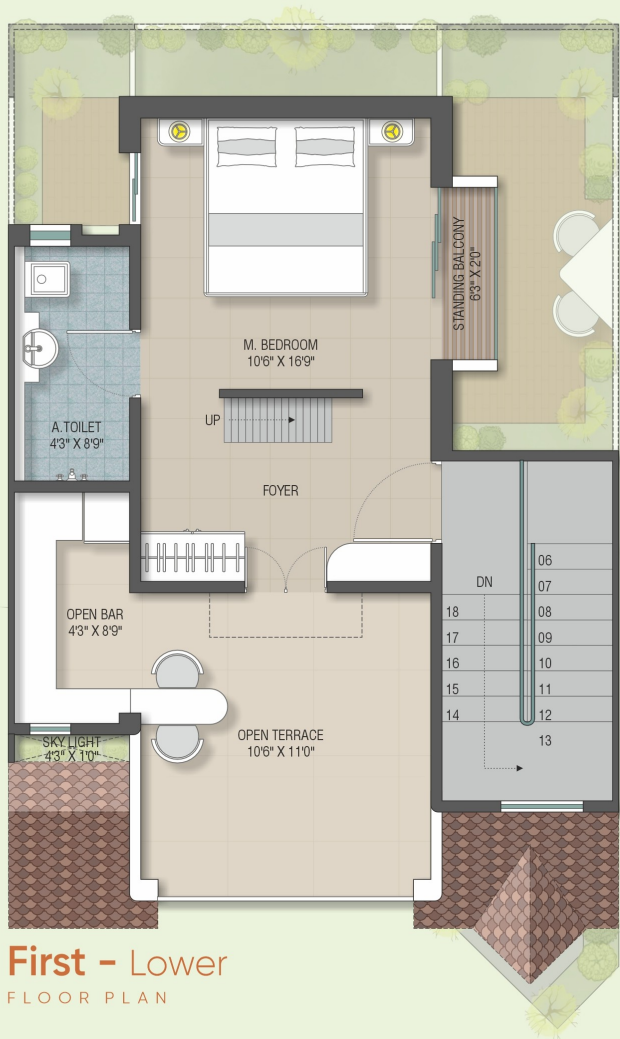 STANDING BALCONY
6'3" X 2'0"
M. BEDROOM
10'6" X 16'9"
A.TOILET
4'3" X 8'9"
UP
FOYER
OPEN BAR
4'3" X 8'9"
DN
06
07
18
08
17
09
16
10
15
11
14
12
13
SKY LIGHT
4'3" X 1'0"
OPEN TERRACE
10'6" X 11'0"
First - Lower
FLOOR PLAN